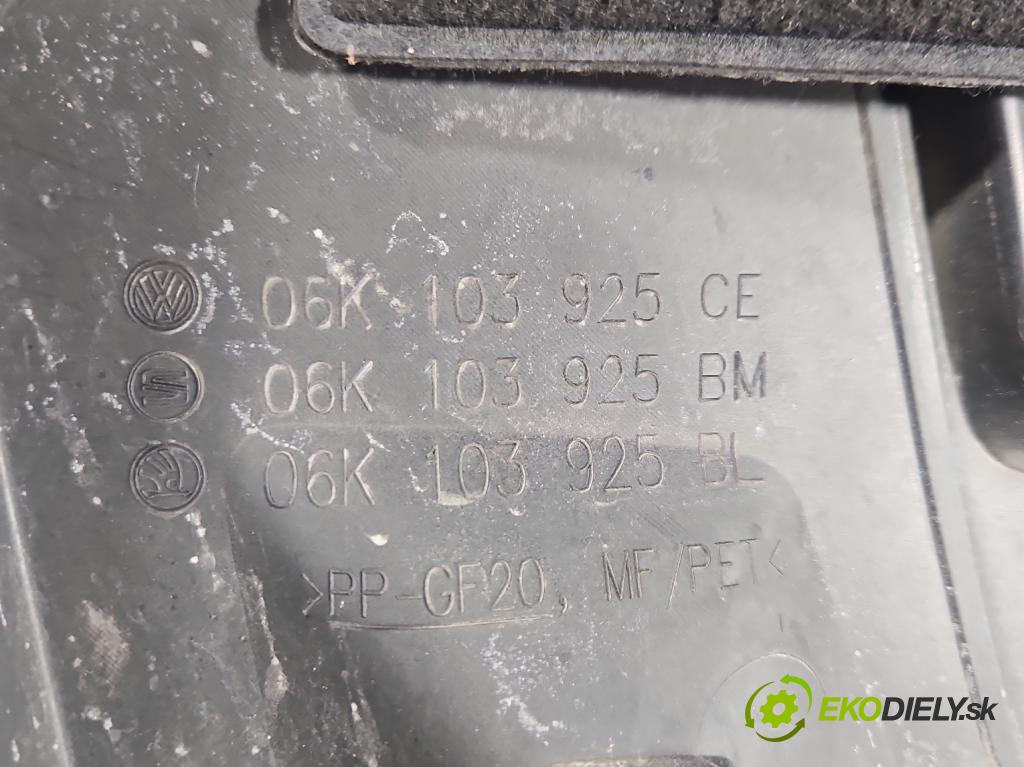 06K 103 925 CE
06K 103 925 BM
06K 103 925 BL
>PP-GF20, MF/PET<
EKODIELY.sk